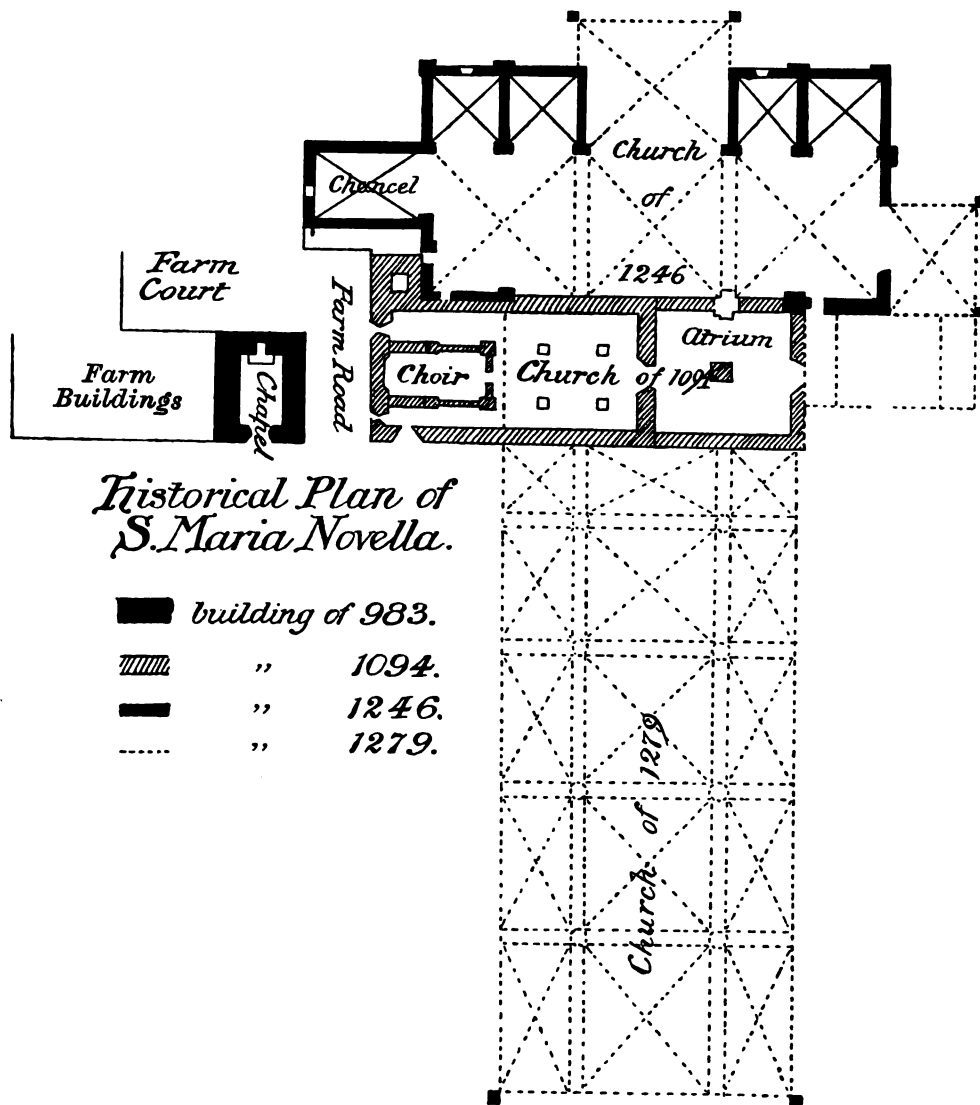 Church
of
1246
Chancel
Farm
Court
Farm Road
Atrium
Farm
Buildings
Chapel
Choir
Church of 1094
Historical Plan of
S. Maria Novella.
building of 983.
„ 1094.
„ 1246.
„ 1279.
Church of 1279